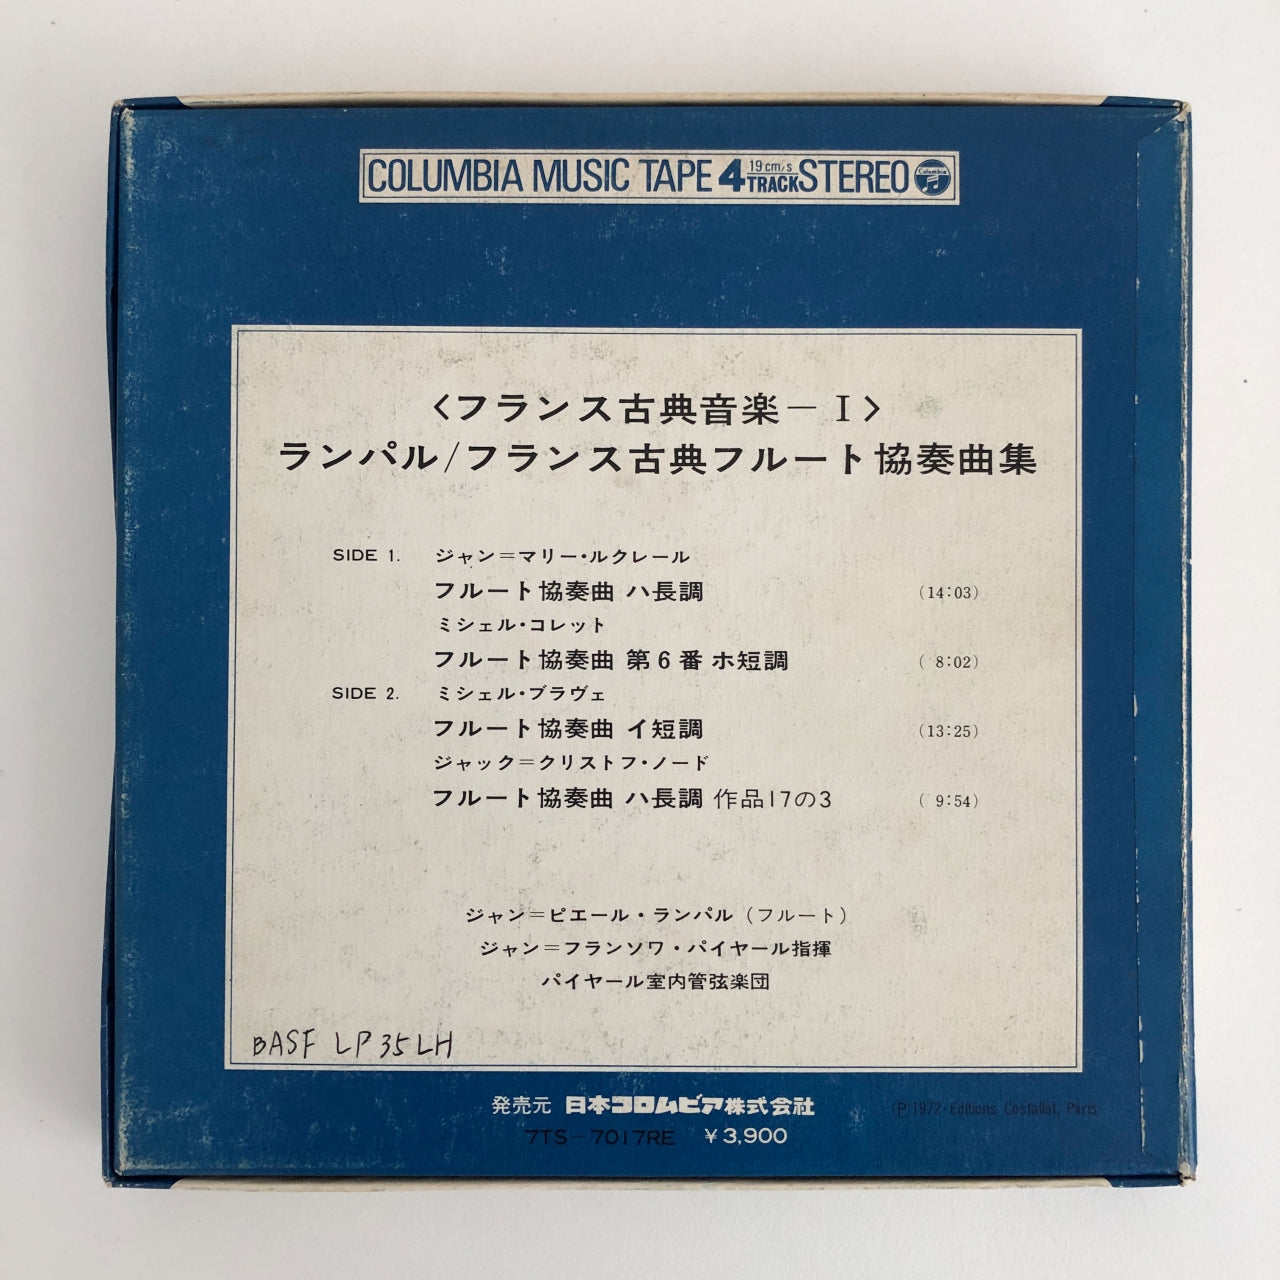 COLUMBIA MUSIC TAPE 4 19 cm/s TRACK STEREO Columbia
〈フランス古典音楽－Ⅰ〉
ランパル/フランス古典フルート協奏曲集
SIDE 1. ジャン＝マリー・ルクレール
フルート協奏曲 ハ長調 (14:03)
ミシェル・コレット
フルート協奏曲 第6番 ホ短調 ( 8:02)
SIDE 2. ミシェル・ブラヴェ
フルート協奏曲 イ短調 (13:25)
ジャック＝クリストフ・ノード
フルート協奏曲 ハ長調 作品17の3 ( 9:54)
ジャン＝ピエール・ランパル（フルート）
ジャン＝フランソワ・パイヤール指揮
パイヤール室内管弦楽団
BASF LP 35 LH
発売元 日本コロムビア株式会社
Ⓟ1972・Editions Costallat, Paris
7TS-7017RE ¥3,900